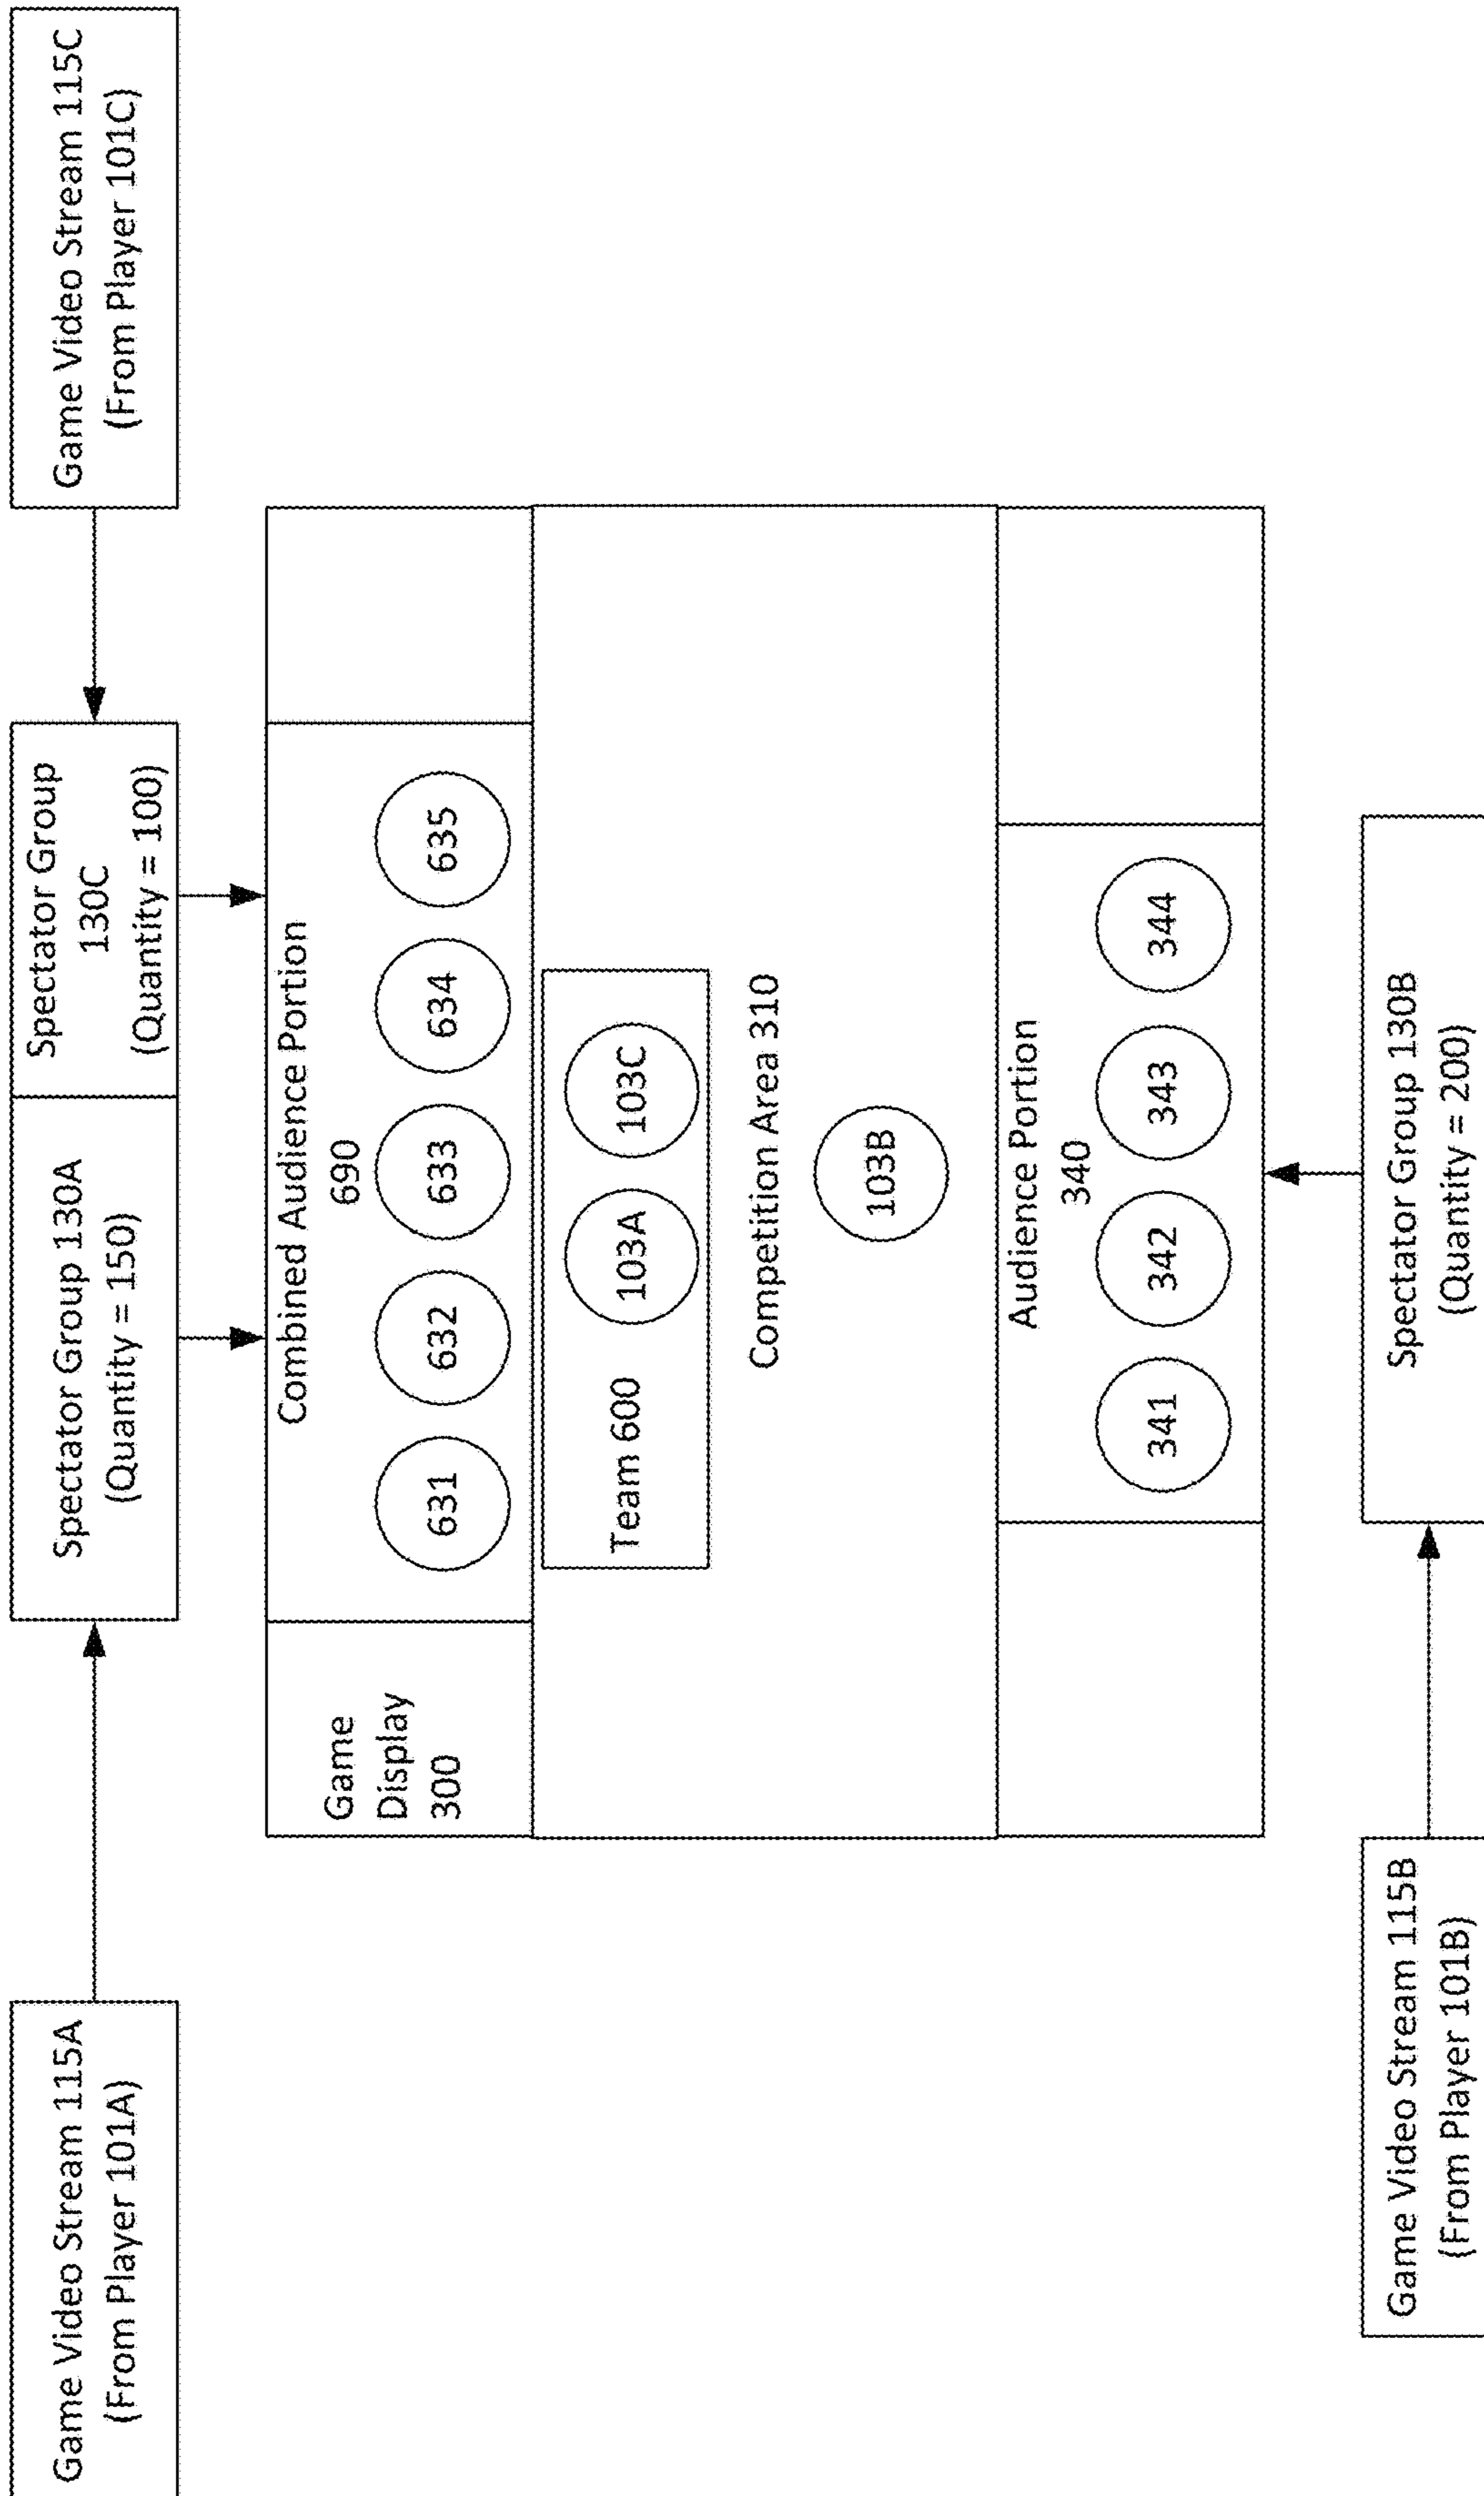 Game Video Stream 115A
(From Player 101A)
Spectator Group 130A
(Quantity = 150)
Spectator Group
130C
(Quantity = 100)
Game Video Stream 115C
(From Player 101C)
Game
Display
300
Combined Audience Portion
690
631
632
633
634
635
Team 600
103A
103C
Competition Area 310
103B
Audience Portion
340
341
342
343
344
Game Video Stream 115B
(From Player 101B)
Spectator Group 130B
(Quantity = 200)